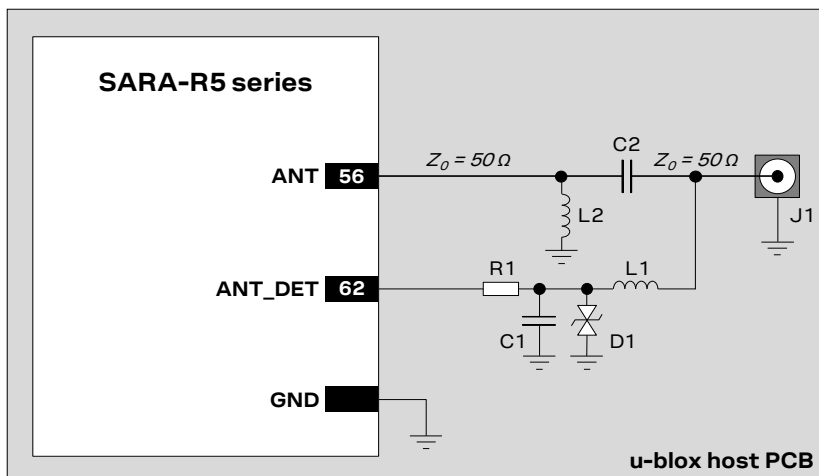 SARA-R5 series
C2
Z₀ = 50 Ω
Z₀ = 50 Ω
ANT 56
L2
J1
R1
L1
ANT_DET 62
C1
D1
GND
u-blox host PCB